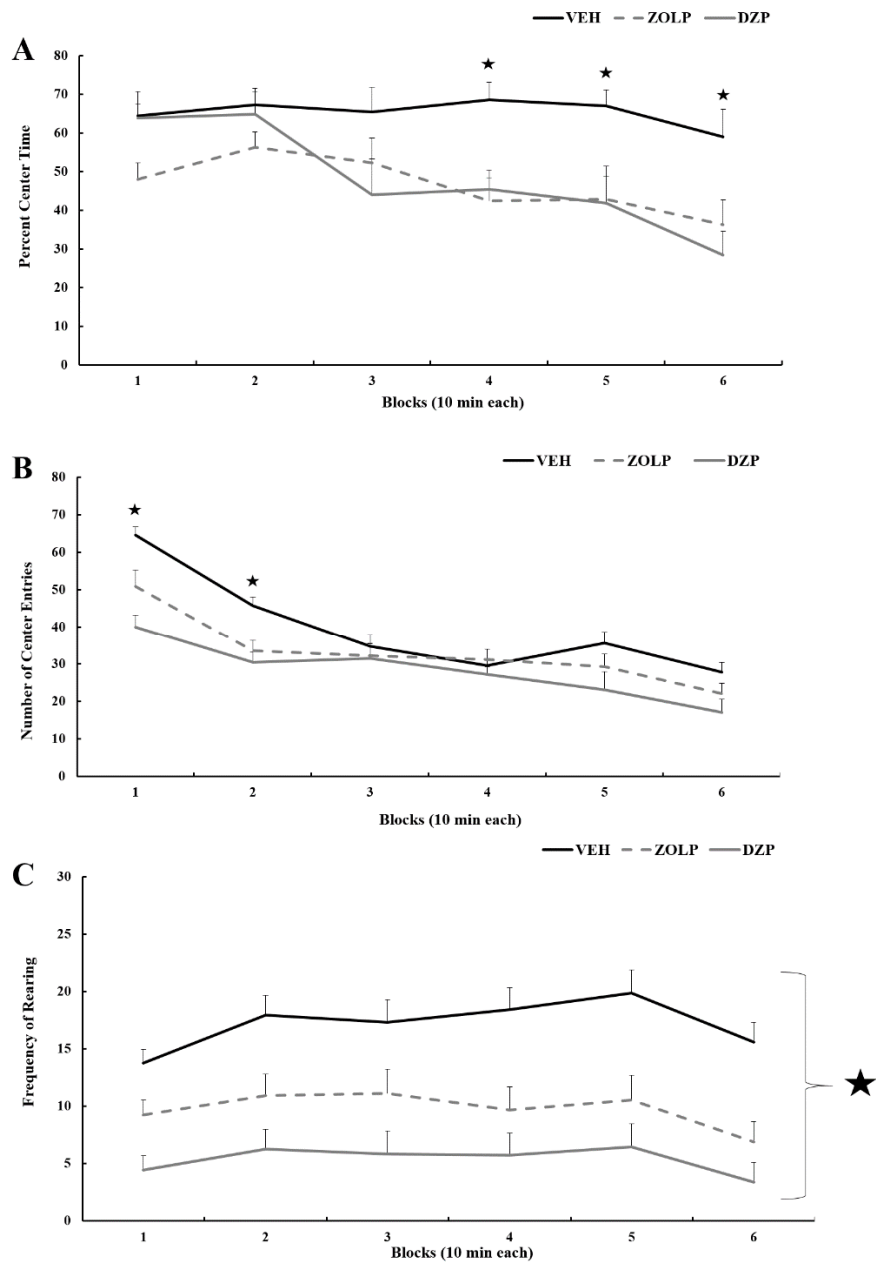 VEH ZOLP DZP
A
80
70
60
50
40
30
20
10
0
Percent Center Time
1 2 3 4 5 6
Blocks (10 min each)
VEH ZOLP DZP
B
80
70
60
50
40
30
20
10
0
Number of Center Entries
1 2 3 4 5 6
Blocks (10 min each)
VEH ZOLP DZP
C
30
25
20
15
10
5
0
Frequency of Rearing
1 2 3 4 5 6
Blocks (10 min each)